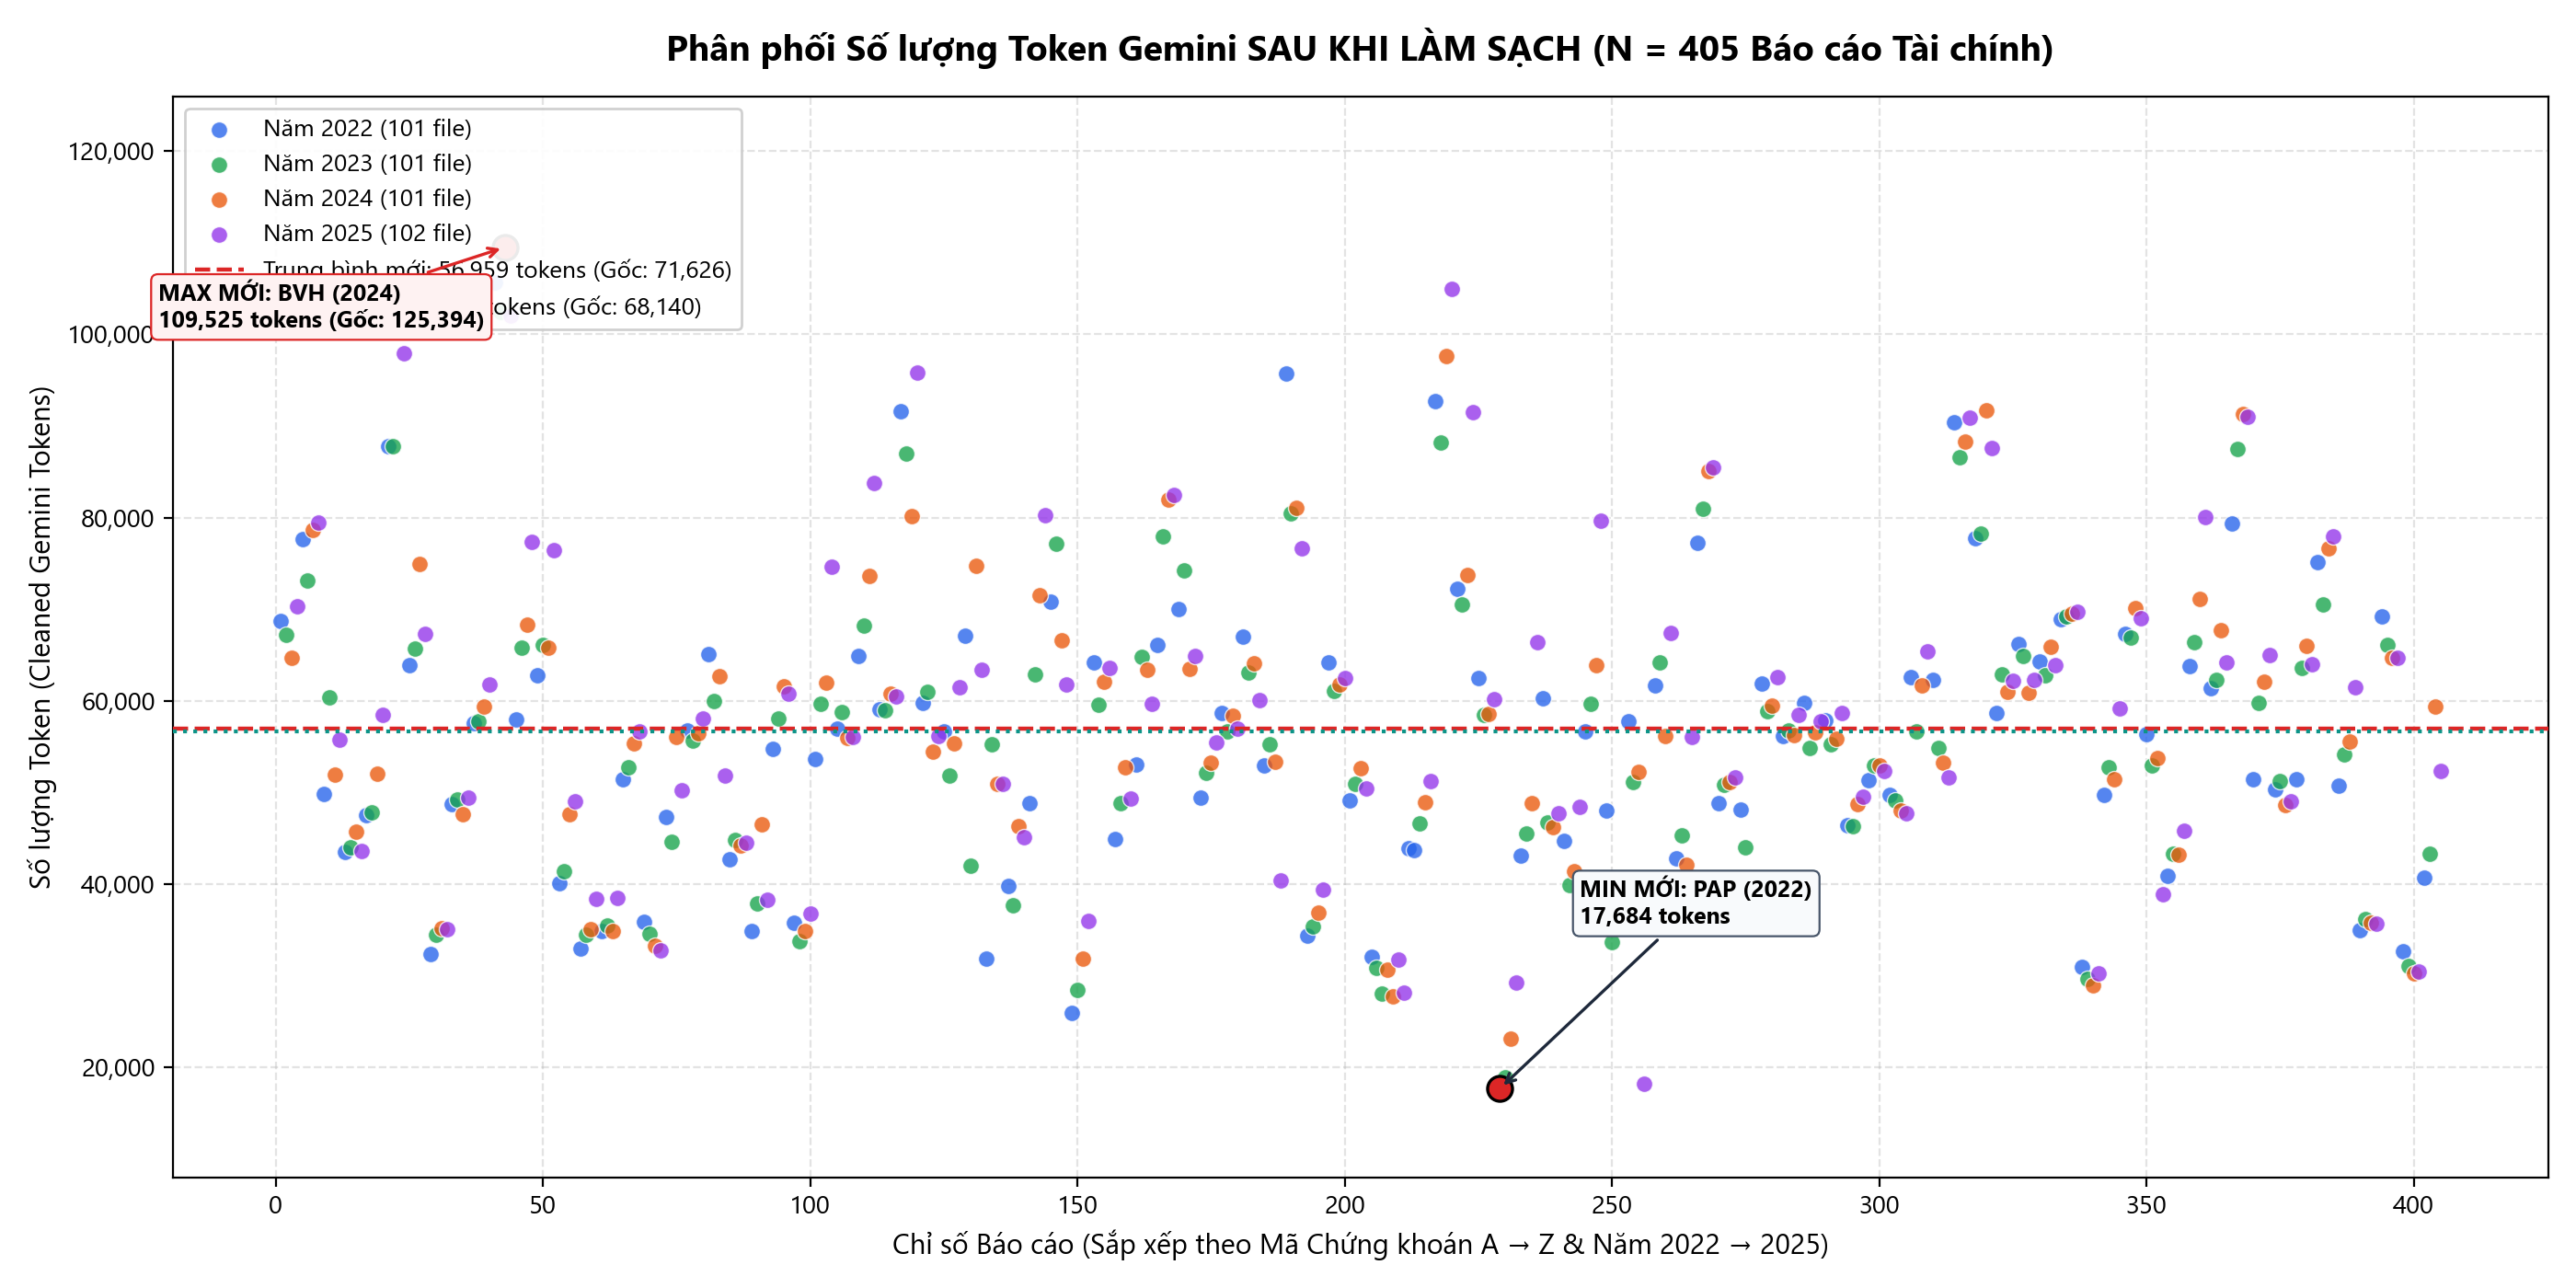 Phân phối Số lượng Token Gemini SAU KHI LÀM SẠCH (N = 405 Báo cáo Tài chính)
Năm 2022 (101 file)
Năm 2023 (101 file)
Năm 2024 (101 file)
Năm 2025 (102 file)
Trung bình mới: 56,959 tokens (Gốc: 71,626)
tokens (Gốc: 68,140)
MAX MỚI: BVH (2024)
109,525 tokens (Gốc: 125,394)
MIN MỚI: PAP (2022)
17,684 tokens
Số lượng Token (Cleaned Gemini Tokens)
120,000
100,000
80,000
60,000
40,000
20,000
0 50 100 150 200 250 300 350 400
Chỉ số Báo cáo (Sắp xếp theo Mã Chứng khoán A → Z & Năm 2022 → 2025)